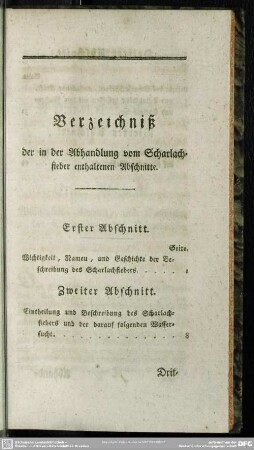 Verzeichniß
der in der Abhandlung vom Scharlach-
fieber enthaltenen Abschnitte.
Erster Abschnitt.
Seite.
Wichtigkeit, Namen, und Geschichte der Be-
schreibung des Scharlachfiebers . . . . . 1
Zweiter Abschnitt.
Eintheilung und Beschreibung des Scharlach-
fiebers und der darauf folgenden Wasser-
sucht. . . . . . . . . . . 8
Drit-